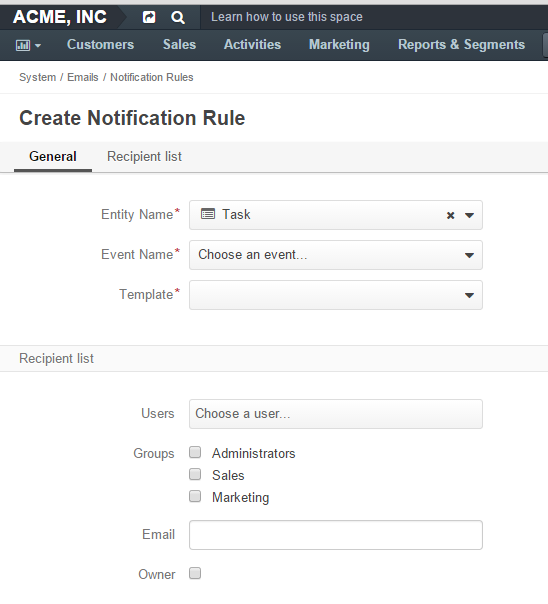 ACME, INC Learn how to use this space
Customers Sales Activities Marketing Reports & Segments
System / Emails / Notification Rules
Create Notification Rule
General Recipient list
Entity Name* Task
Event Name* Choose an event...
Template*
Recipient list
Users Choose a user...
Groups Administrators
Sales
Marketing
Email
Owner